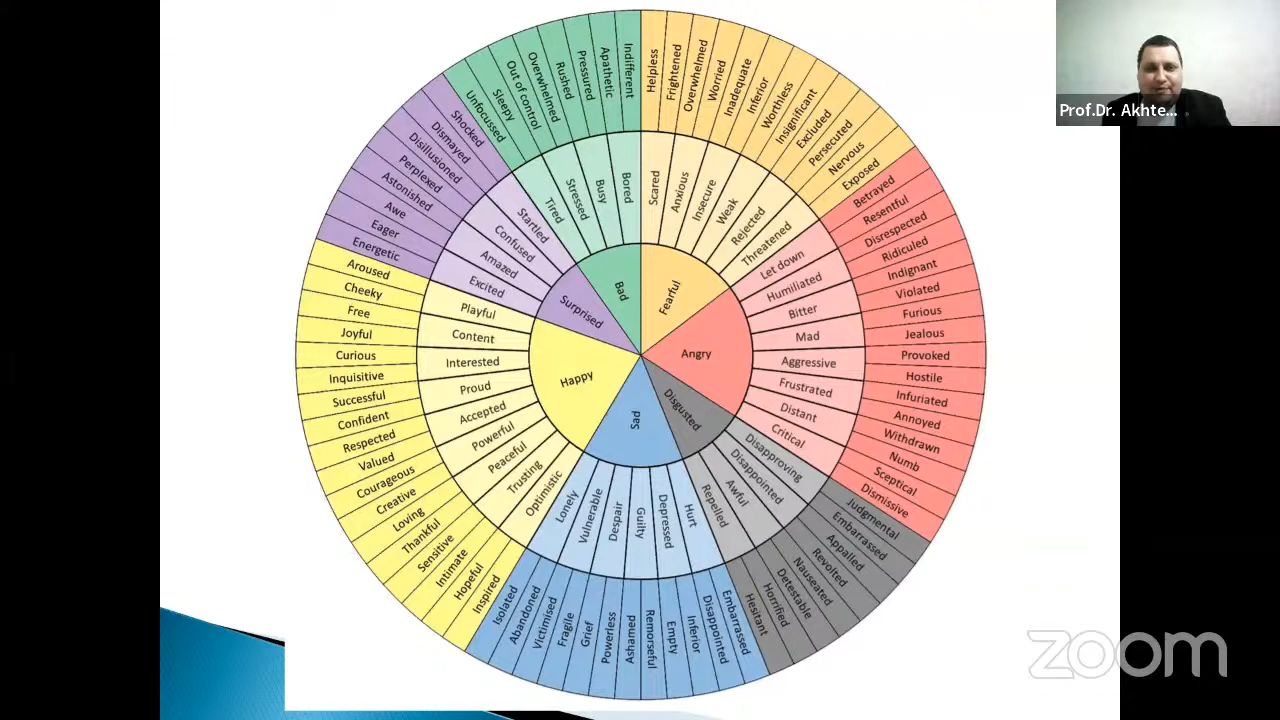 Prof.Dr. Akhte...
Bad
Fearful
Angry
Disgusted
Sad
Happy
Surprised
Tired
Stressed
Busy
Bored
Scared
Anxious
Insecure
Weak
Rejected
Threatened
Let down
Humiliated
Bitter
Mad
Aggressive
Frustrated
Distant
Critical
Disapproving
Disappointed
Awful
Repelled
Hurt
Depressed
Guilty
Despair
Vulnerable
Lonely
Optimistic
Trusting
Peaceful
Powerful
Accepted
Proud
Interested
Content
Playful
Excited
Amazed
Confused
Startled
Unfocussed
Sleepy
Out of control
Overwhelmed
Rushed
Pressured
Apathetic
Indifferent
Helpless
Frightened
Overwhelmed
Worried
Inadequate
Inferior
Worthless
Insignificant
Excluded
Persecuted
Nervous
Exposed
Betrayed
Resentful
Disrespected
Ridiculed
Indignant
Violated
Furious
Jealous
Provoked
Hostile
Infuriated
Annoyed
Withdrawn
Numb
Sceptical
Dismissive
Judgmental
Embarrassed
Appalled
Revolted
Nauseated
Detestable
Horrified
Hesitant
Embarrassed
Disappointed
Inferior
Empty
Remorseful
Ashamed
Powerless
Grief
Fragile
Victimised
Abandoned
Isolated
Inspired
Hopeful
Intimate
Sensitive
Thankful
Loving
Creative
Courageous
Valued
Respected
Confident
Successful
Inquisitive
Curious
Joyful
Free
Cheeky
Aroused
Energetic
Eager
Awe
Astonished
Perplexed
Disillusioned
Dismayed
Shocked
zoom